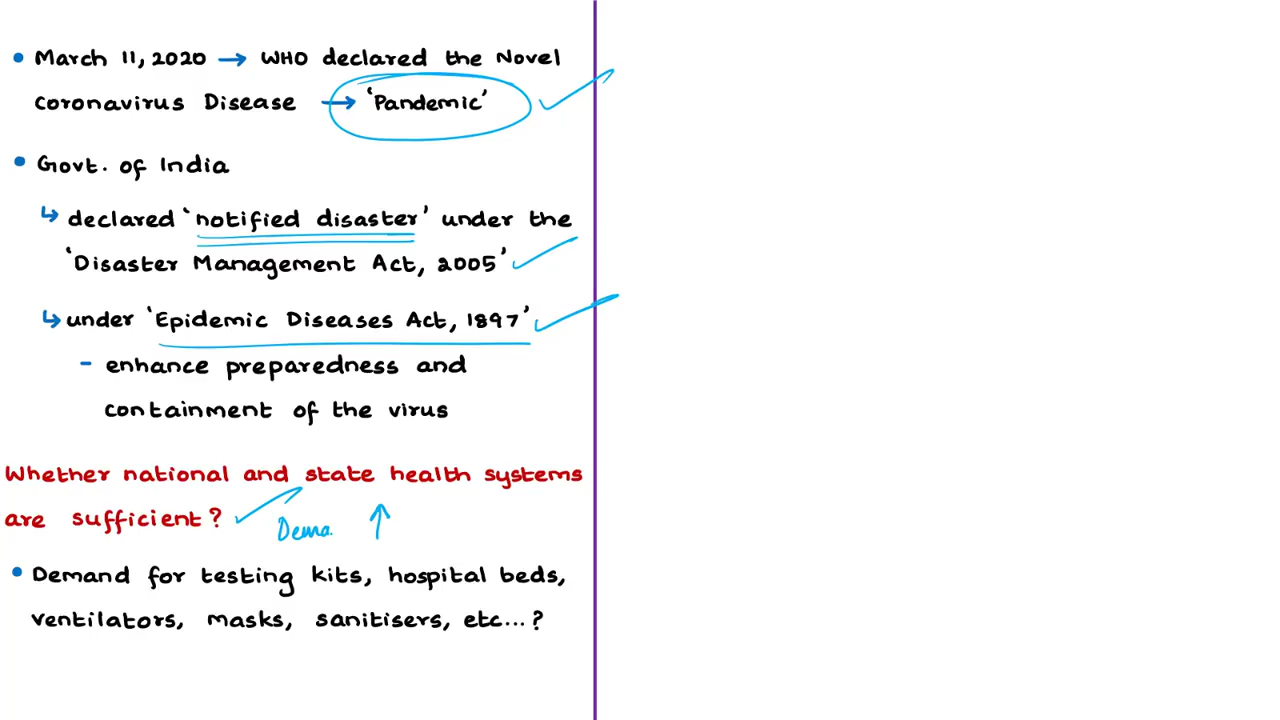 • March 11, 2020 → WHO declared the Novel
coronavirus Disease → 'Pandemic'
• Govt. of India
↳ declared 'notified disaster' under the
'Disaster Management Act, 2005'
↳ under 'Epidemic Diseases Act, 1897'
- enhance preparedness and
containment of the virus
Whether national and state health systems
are sufficient?
Dema. ↑
• Demand for testing kits, hospital beds,
ventilators, masks, sanitisers, etc...?